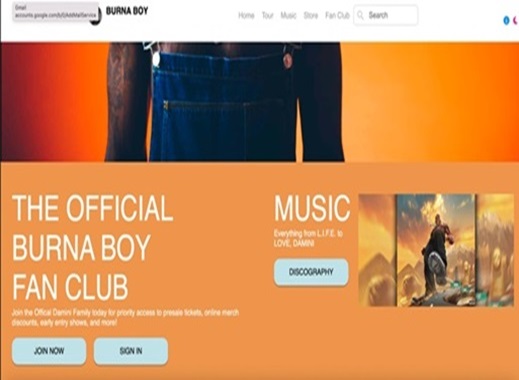 Gmail
accounts.google.com/b/0/AddMailService
BURNA BOY
Home Tour Music Store Fan Club Search
THE OFFICIAL
BURNA BOY
FAN CLUB
Join the Offical Damini Family today for priority access to presale tickets, online merch
discounts, early entry shows, and more!
JOIN NOW SIGN IN
MUSIC
Everything from L.I.F.E. to
LOVE, DAMINI
DISCOGRAPHY